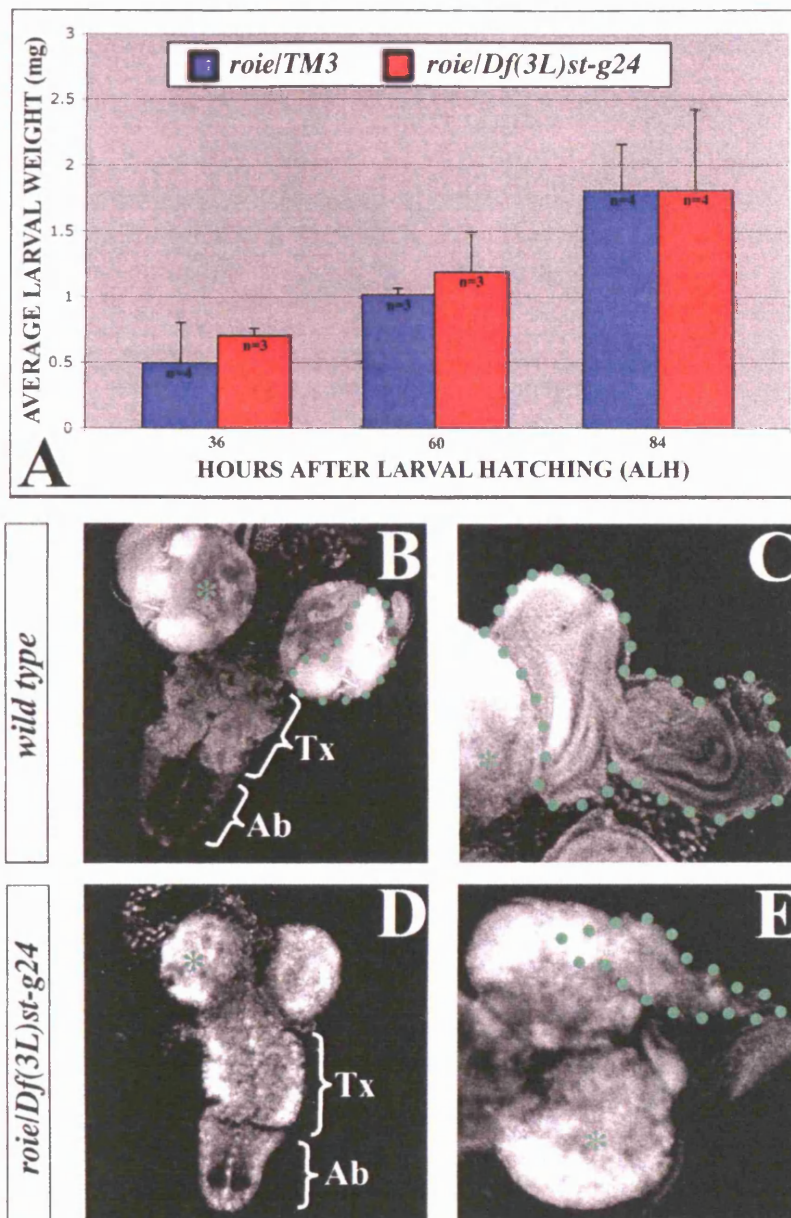 AVERAGE LARVAL WEIGHT (mg)
3
2.5
2
1.5
1
0.5
0
roie/TM3
roie/Df(3L)st-g24
n=4
n=3
n=3
n=3
n=4
n=4
36
60
84
HOURS AFTER LARVAL HATCHING (ALH)
A
wild type
B
*
Tx
Ab
C
*
roie/Df(3L)st-g24
D
*
Tx
Ab
E
*